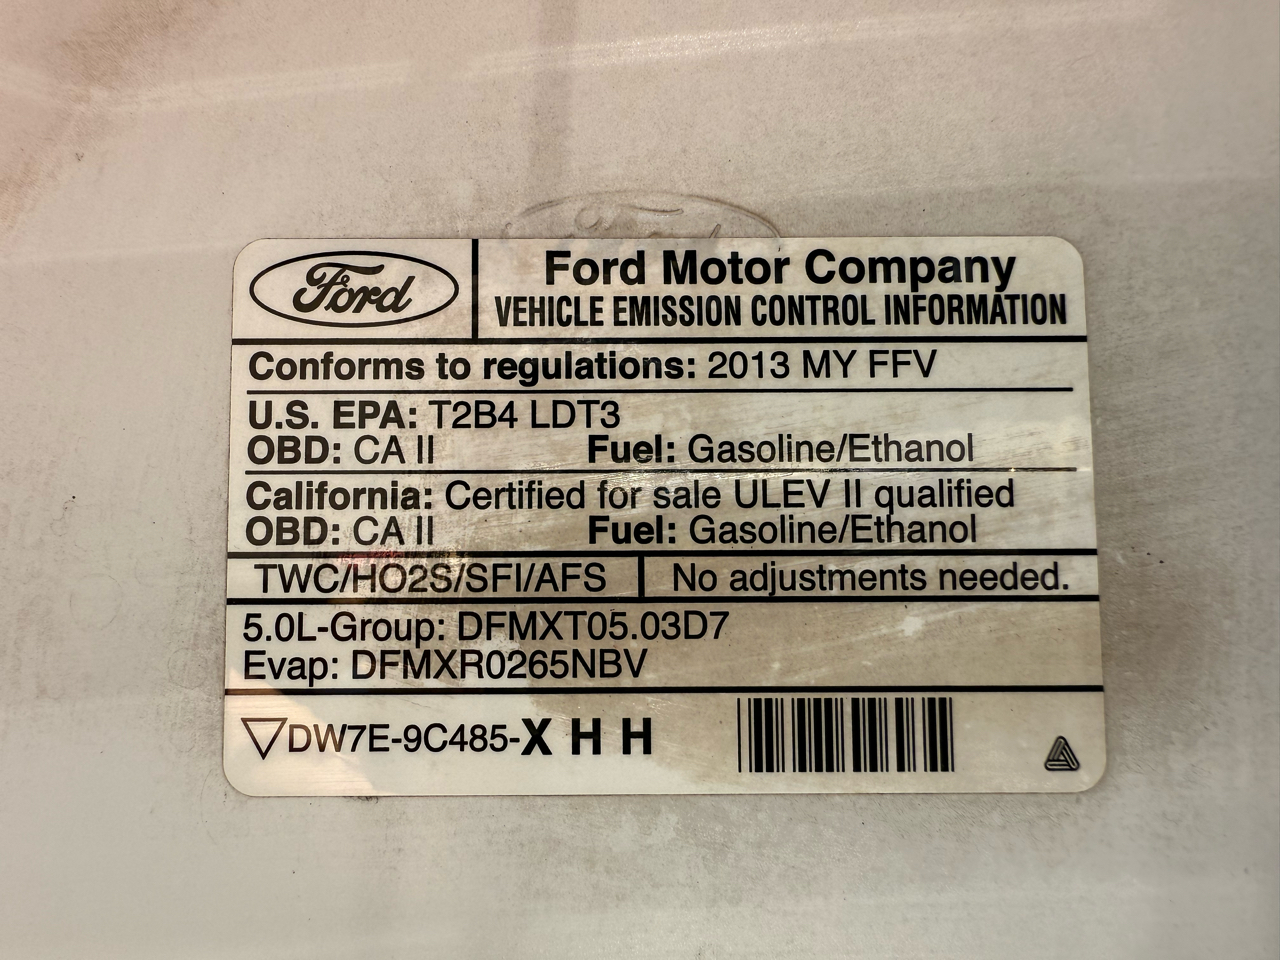 Ford
Ford Motor Company
VEHICLE EMISSION CONTROL INFORMATION
Conforms to regulations: 2013 MY FFV
U.S. EPA: T2B4 LDT3
OBD: CA II Fuel: Gasoline/Ethanol
California: Certified for sale ULEV II qualified
OBD: CA II Fuel: Gasoline/Ethanol
TWC/HO2S/SFI/AFS No adjustments needed.
5.0L-Group: DFMXT05.03D7
Evap: DFMXR0265NBV
DW7E-9C485-X H H